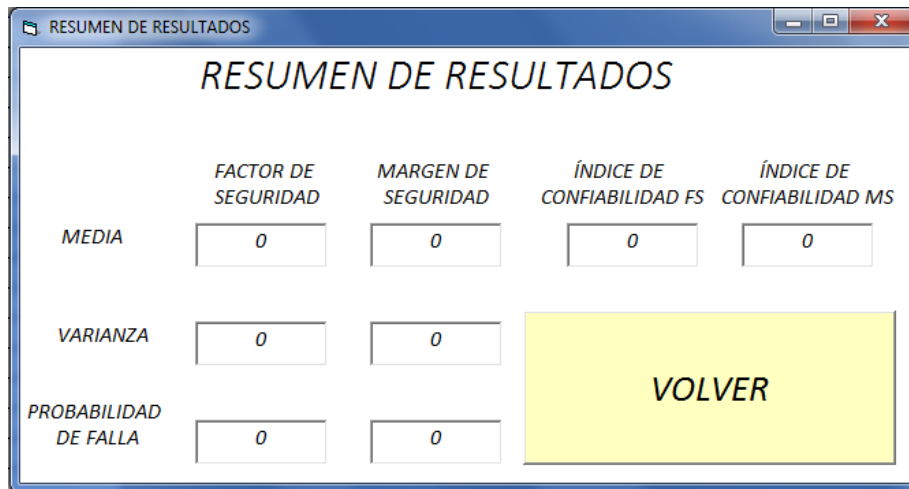 RESUMEN DE RESULTADOS
RESUMEN DE RESULTADOS
FACTOR DE SEGURIDAD
MARGEN DE SEGURIDAD
ÍNDICE DE CONFIABILIDAD FS
ÍNDICE DE CONFIABILIDAD MS
MEDIA 0 0 0 0
VARIANZA 0 0
VOLVER
PROBABILIDAD DE FALLA 0 0